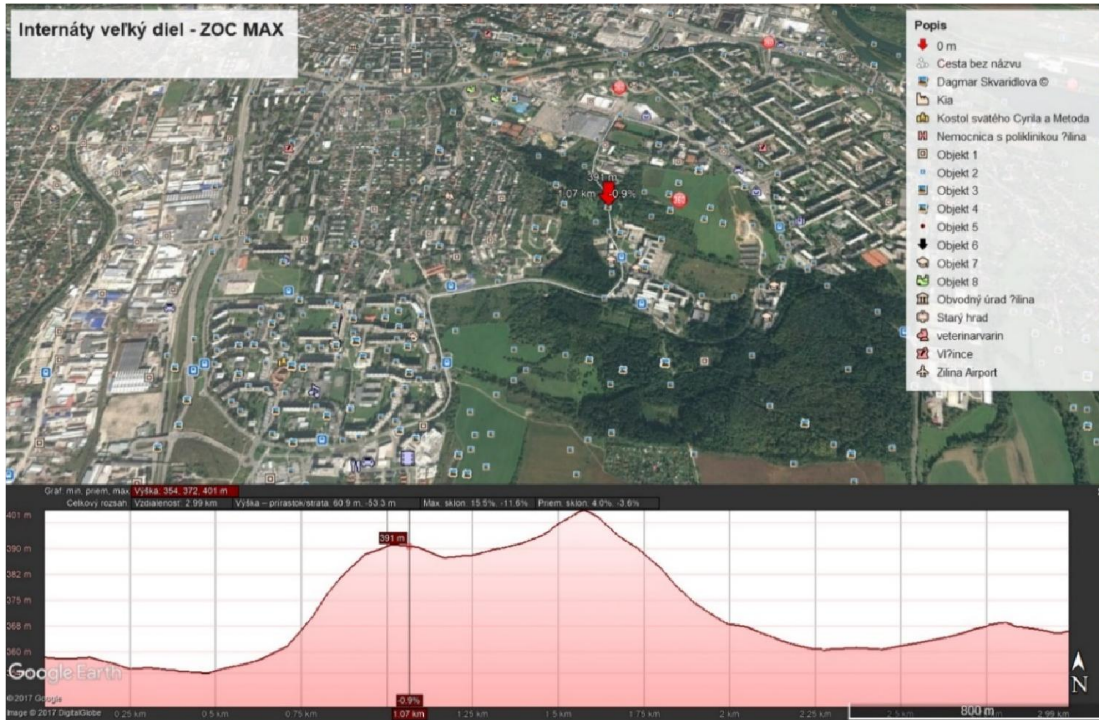 Internáty veľký diel - ZOC MAX
Popis
0 m
Cesta bez názvu
Dagmar Skvaridlova ©
Kia
Kostol svatého Cyrila a Metoda
Nemocnica s poliklinikou ?ilina
Objekt 1
Objekt 2
Objekt 3
Objekt 4
Objekt 5
Objekt 6
Objekt 7
Objekt 8
Obvodný úrad ?ilina
Starý hrad
veterinarvarin
Vl?ince
Zilina Airport
391 m
1.07 km -0.9%
Graf: min, priem, max Výška: 354, 372, 401 m
Celkový rozsah Vzdialenosť: 2.99 km Výška – prírastok/strata: 60.9 m, -53.3 m Max. sklon: 15.5%, -11.6% Priem. sklon: 4.0%, -3.6%
401 m
391 m
390 m
382 m
375 m
368 m
360 m
Google Earth
N
© 2017 Google
-0.9%
Image © 2017 DigitalGlobe
0.25 km 0.5 km 0.75 km 1.07 km 1.25 km 1.5 km 1.75 km 2 km 2.25 km 2.5 km 2.99 km
800 m